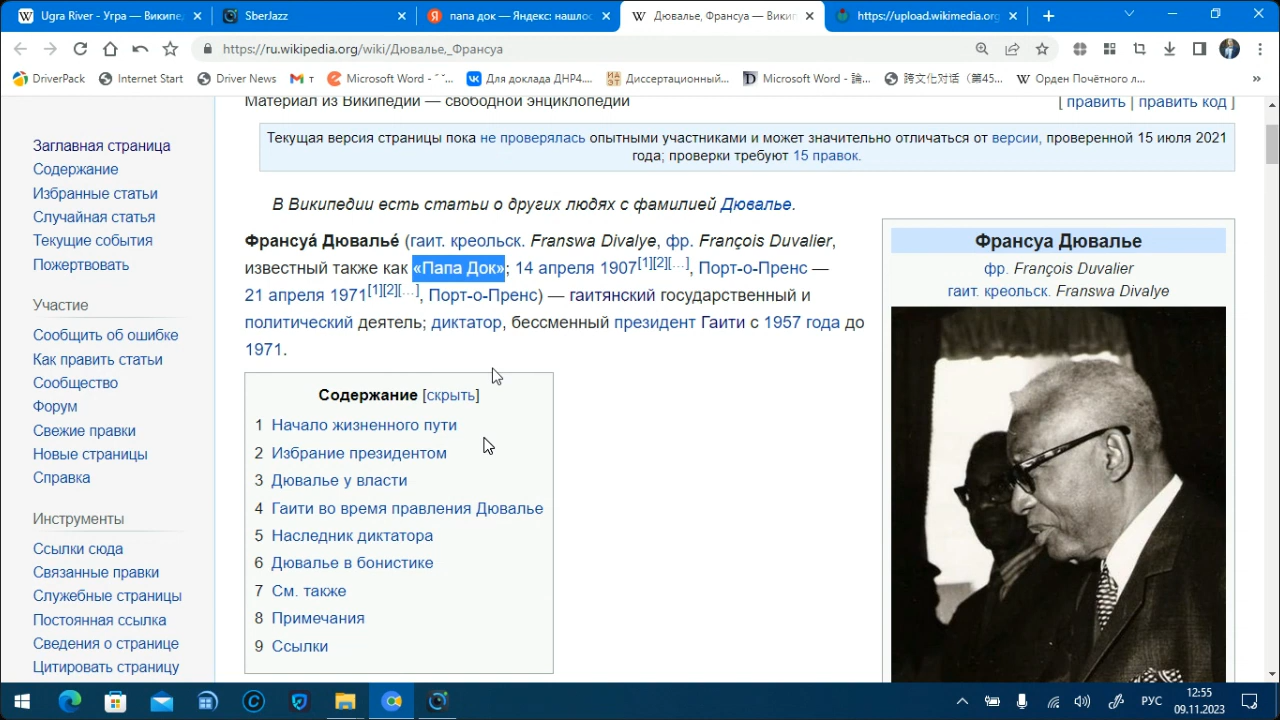 Ugra River - Угра — Википе
SberJazz
папа док — Яндекс: нашлос
Дювалье, Франсуа — Викип
https://upload.wikimedia.org
https://ru.wikipedia.org/wiki/Дювалье,_Франсуа
DriverPack
Internet Start
Driver News
Microsoft Word -
Для доклада ДНР4....
Диссертационный...
Microsoft Word - 論...
跨文化对话（第45...
Орден Почётного л...
Материал из Википедии — свободной энциклопедии
[ править | править код ]
Текущая версия страницы пока не проверялась опытными участниками и может значительно отличаться от версии, проверенной 15 июля 2021
года; проверки требуют 15 правок.
В Википедии есть статьи о других людях с фамилией Дювалье.
Франсуа́ Дювалье́ (гаит. креольск. Franswa Divalye, фр. François Duvalier,
известный также как «Папа Док»; 14 апреля 1907[1][2][…], Порт-о-Пренс —
21 апреля 1971[1][2][…], Порт-о-Пренс) — гаитянский государственный и
политический деятель; диктатор, бессменный президент Гаити с 1957 года до
1971.
Содержание [скрыть]
1 Начало жизненного пути
2 Избрание президентом
3 Дювалье у власти
4 Гаити во время правления Дювалье
5 Наследник диктатора
6 Дювалье в бонистике
7 См. также
8 Примечания
9 Ссылки
Франсуа Дювалье
фр. François Duvalier
гаит. креольск. Franswa Divalye
Заглавная страница
Содержание
Избранные статьи
Случайная статья
Текущие события
Пожертвовать
Участие
Сообщить об ошибке
Как править статьи
Сообщество
Форум
Свежие правки
Новые страницы
Справка
Инструменты
Ссылки сюда
Связанные правки
Служебные страницы
Постоянная ссылка
Сведения о странице
Цитировать страницу
РУС
12:55
09.11.2023